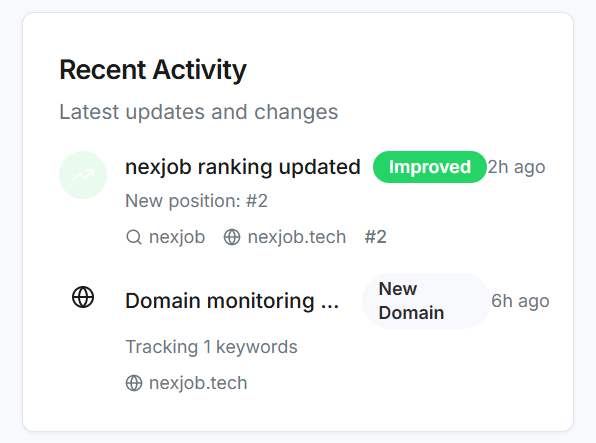 Recent Activity
Latest updates and changes
nexjob ranking updated Improved 2h ago
New position: #2
nexjob nexjob.tech #2
Domain monitoring ... New Domain 6h ago
Tracking 1 keywords
nexjob.tech